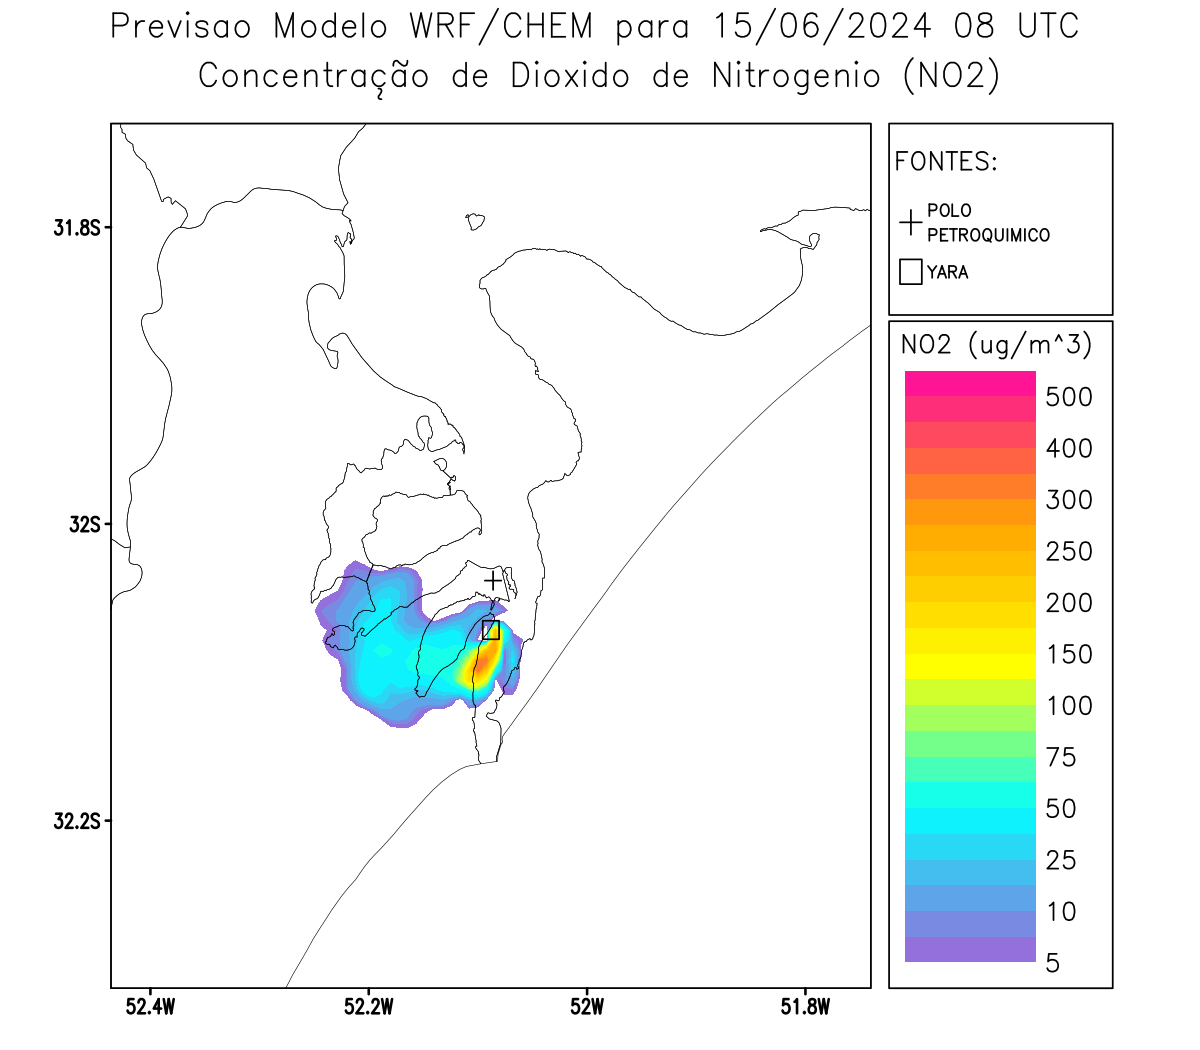 Previsao Modelo WRF/CHEM para 15/06/2024 08 UTC
Concentração de Dioxido de Nitrogenio (NO2)
FONTES:
POLO
PETROQUIMICO
YARA
NO2 (ug/m^3)
500
400
300
250
200
150
100
75
50
25
10
5
31.8S
32S
32.2S
52.4W
52.2W
52W
51.8W